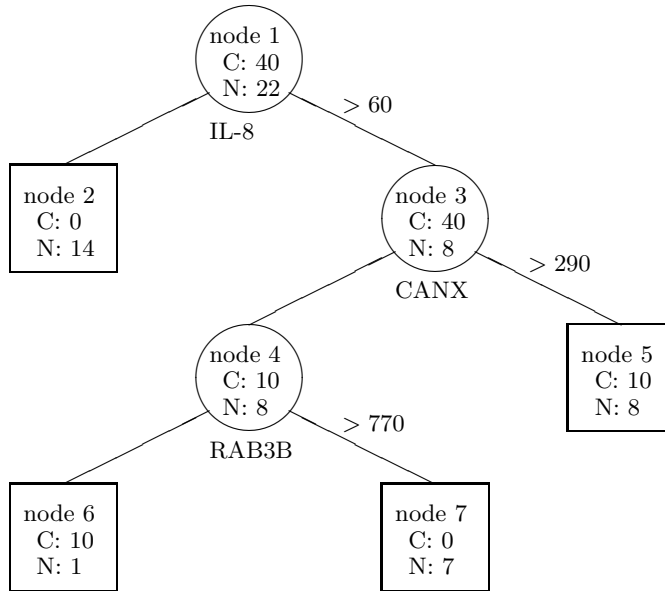 node 1
C: 40
N: 22
> 60
IL-8
node 2
C: 0
N: 14
node 3
C: 40
N: 8
> 290
CANX
node 4
C: 10
N: 8
node 5
C: 10
N: 8
> 770
RAB3B
node 6
C: 10
N: 1
node 7
C: 0
N: 7